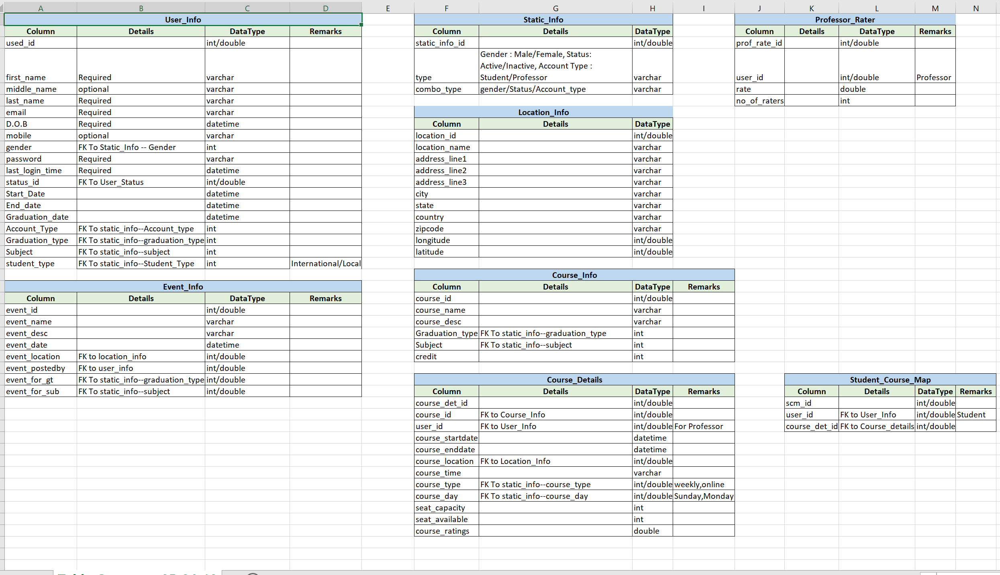 A B C D E F G H I J K L M N
User_Info
Column Details DataType Remarks
used_id int/double
first_name Required varchar
middle_name optional varchar
last_name Required varchar
email Required varchar
D.O.B Required datetime
mobile optional varchar
gender FK To Static_Info -- Gender int
password Required varchar
last_login_time Required datetime
status_id FK To User_Status int/double
Start_Date datetime
End_date datetime
Graduation_date datetime
Account_Type FK To static_info--Account_type int
Graduation_type FK To static_info--graduation_type int
Subject FK To static_info--subject int
student_type FK To static_info--Student_Type int International/Local
Event_Info
Column Details DataType Remarks
event_id int/double
event_name varchar
event_desc varchar
event_date datetime
event_location FK to location_info int/double
event_postedby FK to user_info int/double
event_for_gt FK To static_info--graduation_type int/double
event_for_sub FK To static_info--subject int/double
Static_Info
Column Details DataType
static_info_id int/double
Gender : Male/Female, Status:
Active/Inactive, Account Type :
type Student/Professor varchar
combo_type gender/Status/Account_type varchar
Location_Info
Column Details DataType
location_id int/double
location_name varchar
address_line1 varchar
address_line2 varchar
address_line3 varchar
city varchar
state varchar
country varchar
zipcode varchar
longitude int/double
latitude int/double
Course_Info
Column Details DataType Remarks
course_id int/double
course_name varchar
course_desc varchar
Graduation_type FK To static_info--graduation_type int
Subject FK To static_info--subject int
credit int
Course_Details
Column Details DataType Remarks
course_det_id int/double
course_id FK to Course_Info int/double
user_id FK to User_Info int/double For Professor
course_startdate datetime
course_enddate datetime
course_location FK to Location_Info int/double
course_time varchar
course_type FK To static_info--course_type int/double weekly,online
course_day FK To static_info--course_day int/double Sunday,Monday
seat_capacity int
seat_available int
course_ratings double
Professor_Rater
Column Details DataType Remarks
prof_rate_id int/double
user_id int/double Professor
rate double
no_of_raters int
Student_Course_Map
Column Details DataType Remarks
scm_id int/double
user_id FK to User_Info int/double Student
course_det_id FK to Course_details int/double